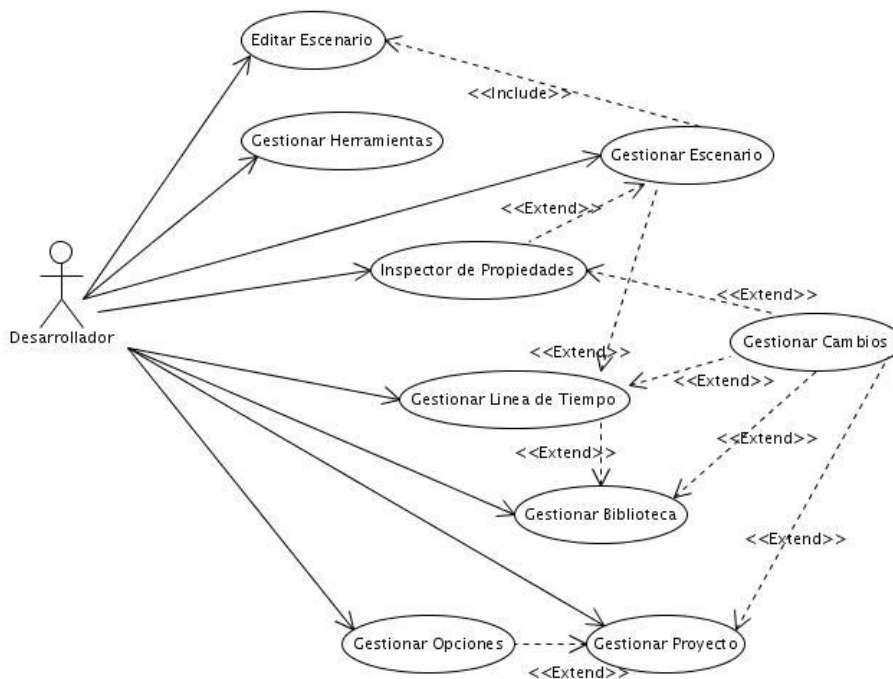 Editar Escenario
<<Include>>
Gestionar Herramientas
Gestionar Escenario
<<Extend>>
Inspector de Propiedades
<<Extend>>
Desarrollador
Gestionar Cambios
<<Extend>>
<<Extend>>
Gestionar Linea de Tiempo
<<Extend>>
<<Extend>>
Gestionar Biblioteca
<<Extend>>
Gestionar Opciones
Gestionar Proyecto
<<Extend>>